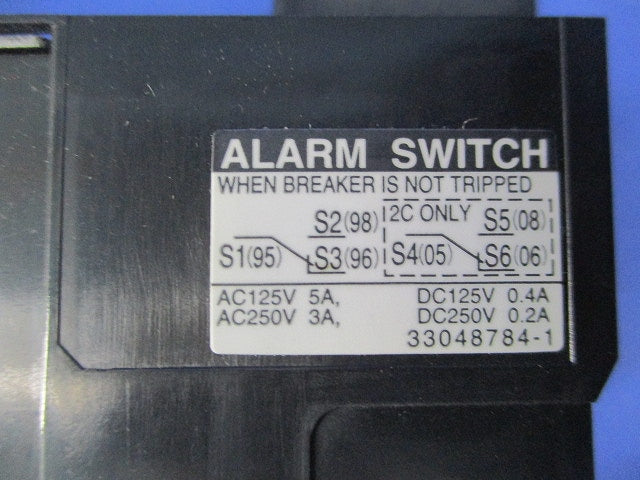 ALARM SWITCH
WHEN BREAKER IS NOT TRIPPED
S2(98) 2C ONLY S5(08)
S1(95) S3(96) S4(05) S6(06)
AC125V 5A, DC125V 0.4A
AC250V 3A, DC250V 0.2A
33048784-1